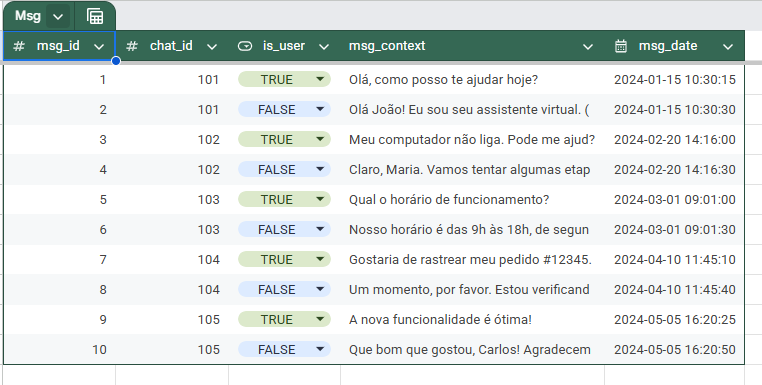 Msg
msg_id chat_id is_user msg_context msg_date
1 101 TRUE Olá, como posso te ajudar hoje? 2024-01-15 10:30:15
2 101 FALSE Olá João! Eu sou seu assistente virtual. ( 2024-01-15 10:30:30
3 102 TRUE Meu computador não liga. Pode me ajud? 2024-02-20 14:16:00
4 102 FALSE Claro, Maria. Vamos tentar algumas etap 2024-02-20 14:16:30
5 103 TRUE Qual o horário de funcionamento? 2024-03-01 09:01:00
6 103 FALSE Nosso horário é das 9h às 18h, de segun 2024-03-01 09:01:30
7 104 TRUE Gostaria de rastrear meu pedido #12345. 2024-04-10 11:45:10
8 104 FALSE Um momento, por favor. Estou verificand 2024-04-10 11:45:40
9 105 TRUE A nova funcionalidade é ótima! 2024-05-05 16:20:25
10 105 FALSE Que bom que gostou, Carlos! Agradecem 2024-05-05 16:20:50